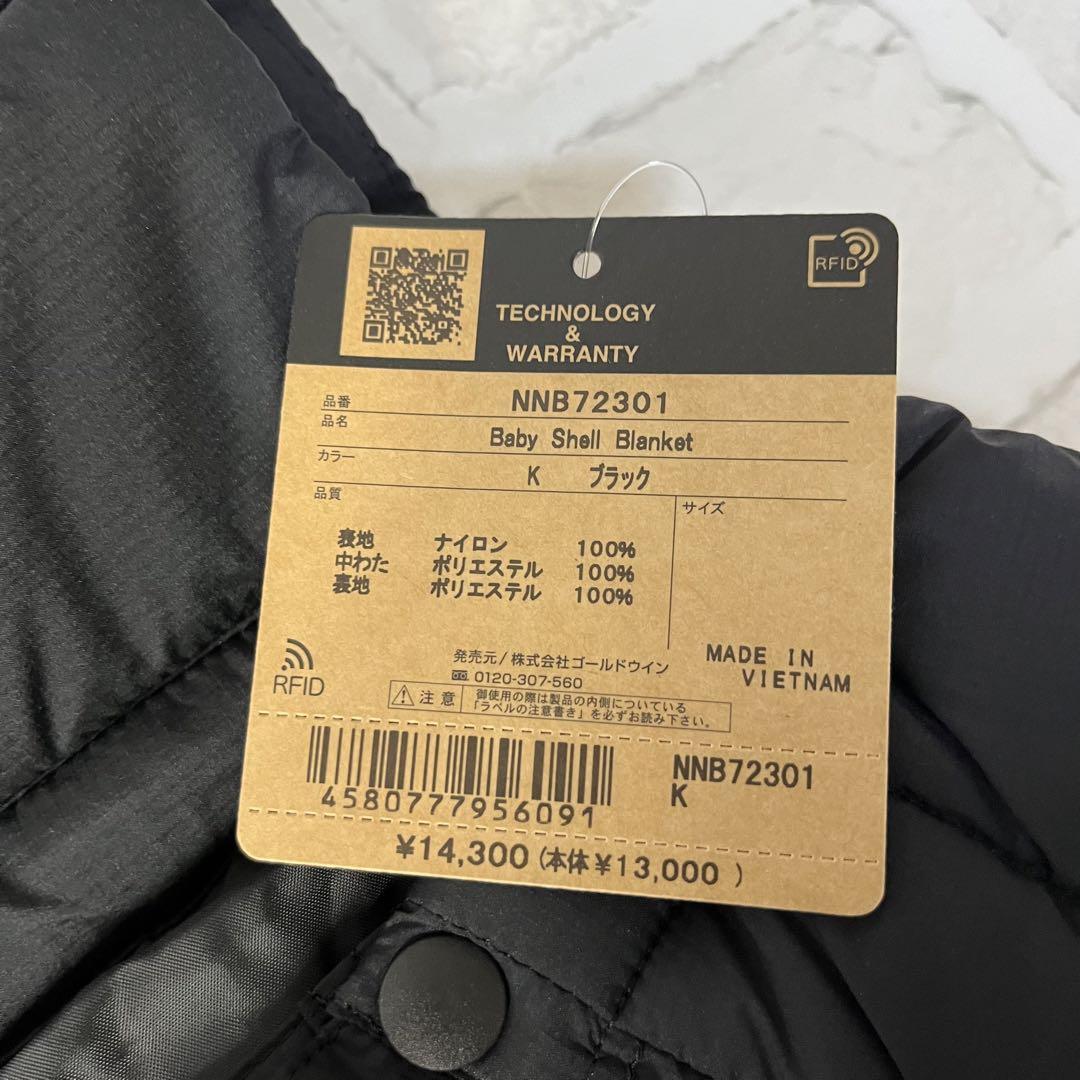 RFID
TECHNOLOGY
&
WARRANTY
品番 NNB72301
品名 Baby Shell Blanket
カラー K ブラック
品質
サイズ
表地 ナイロン 100%
中わた ポリエステル 100%
裏地 ポリエステル 100%
RFID
発売元/株式会社ゴールドウイン
0120-307-560
MADE IN
VIETNAM
注意
御使用の際は製品の内側についている
「ラベルの注意書き」を必ずお読み下さい。
4580777956091
NNB72301
K
¥14,300 (本体¥13,000 )